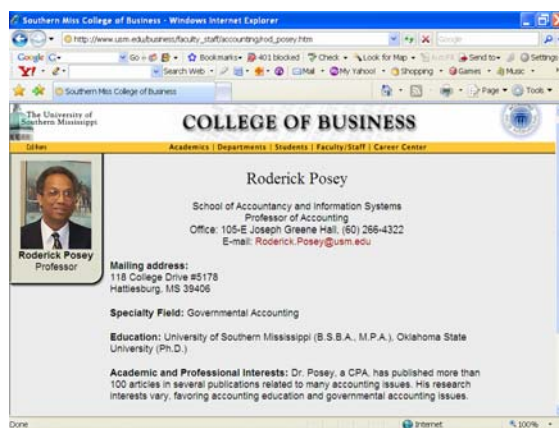 Southern Miss College of Business - Windows Internet Explorer
http://www.usm.edu/business/faculty_staff/accounting/rod_posey.htm
Google
Go
Bookmarks
401 blocked
Check
Look for Map
Send to
Settings
Search Web
Mail
My Yahoo!
Shopping
Games
Music
Southern Miss College of Business
Page
Tools
The University of
Southern Mississippi
COLLEGE OF BUSINESS
Academics | Departments | Students | Faculty/Staff | Career Center
Roderick Posey
School of Accountancy and Information Systems
Professor of Accounting
Office: 105-E Joseph Greene Hall, (60) 266-4322
E-mail: Roderick.Posey@usm.edu
Roderick Posey
Professor
Mailing address:
118 College Drive #5178
Hattiesburg, MS 39406
Specialty Field: Governmental Accounting
Education: University of Southern Mississippi (B.S.B.A., M.P.A.), Oklahoma State
University (Ph.D.)
Academic and Professional Interests: Dr. Posey, a CPA, has published more than
100 articles in several publications related to many accounting issues. His research
interests vary, favoring accounting education and governmental accounting issues.
Done
Internet
100%